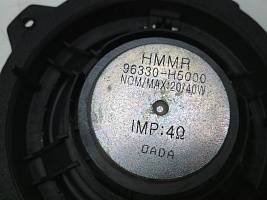 HMMR
96330-H5000
NOM/MAX:20/40W
IMP:4Ω
DADA